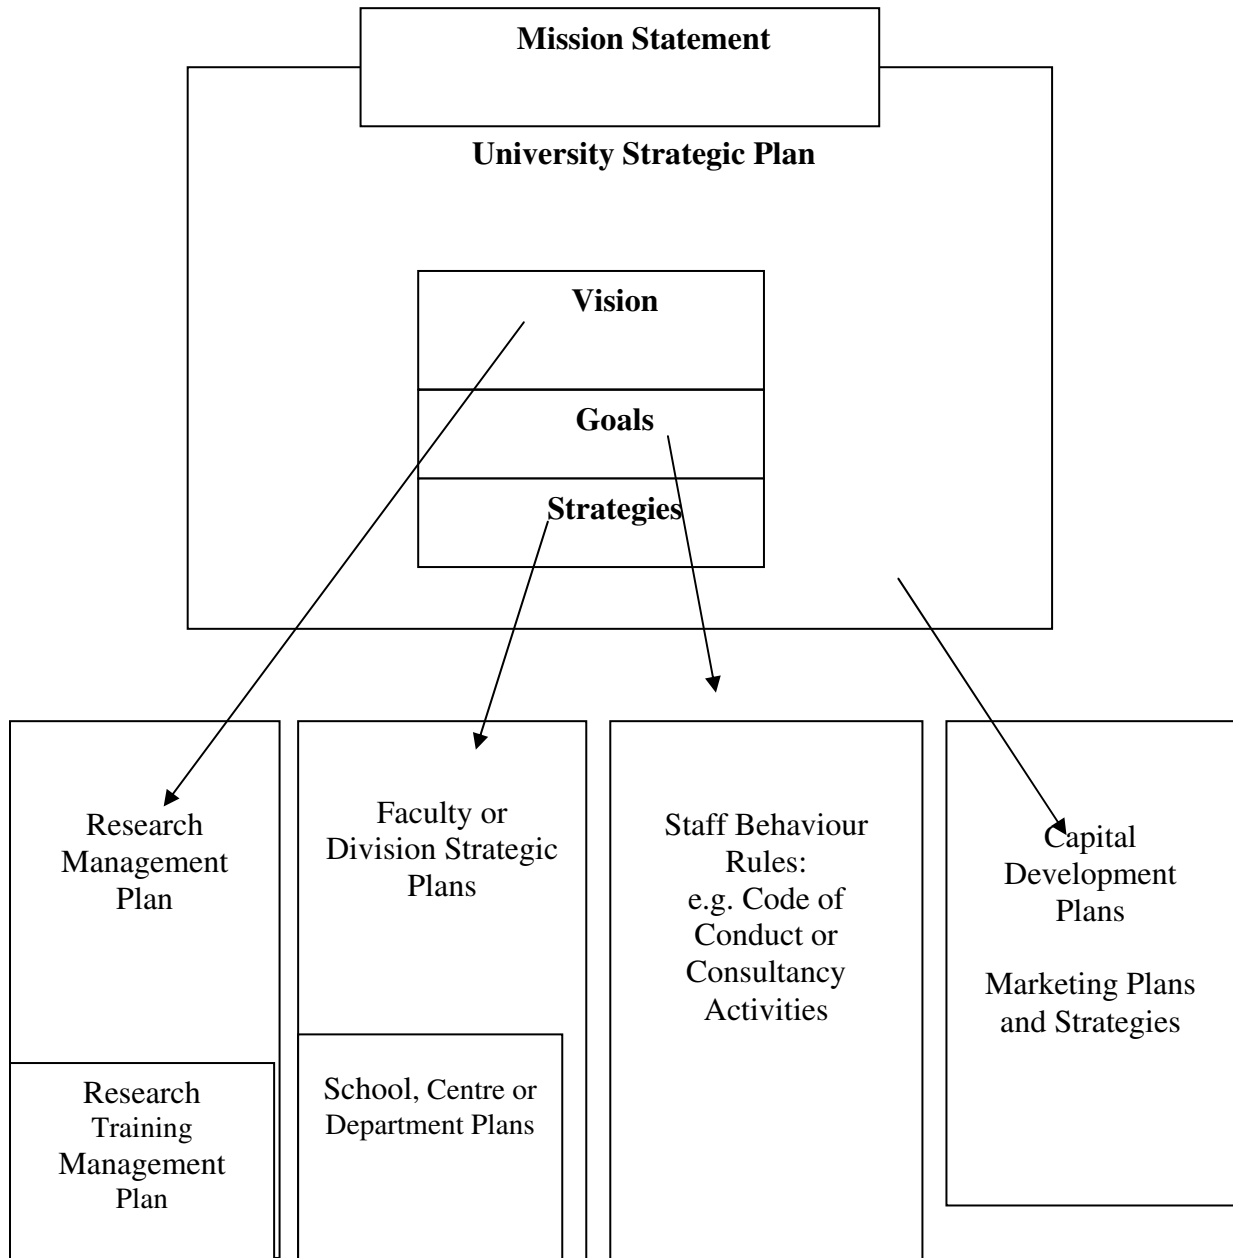 Mission Statement
University Strategic Plan
Vision
Goals
Strategies
Research
Management
Plan
Research
Training
Management
Plan
Faculty or
Division Strategic
Plans
School, Centre or
Department Plans
Staff Behaviour
Rules:
e.g. Code of
Conduct or
Consultancy
Activities
Capital
Development
Plans
Marketing Plans
and Strategies